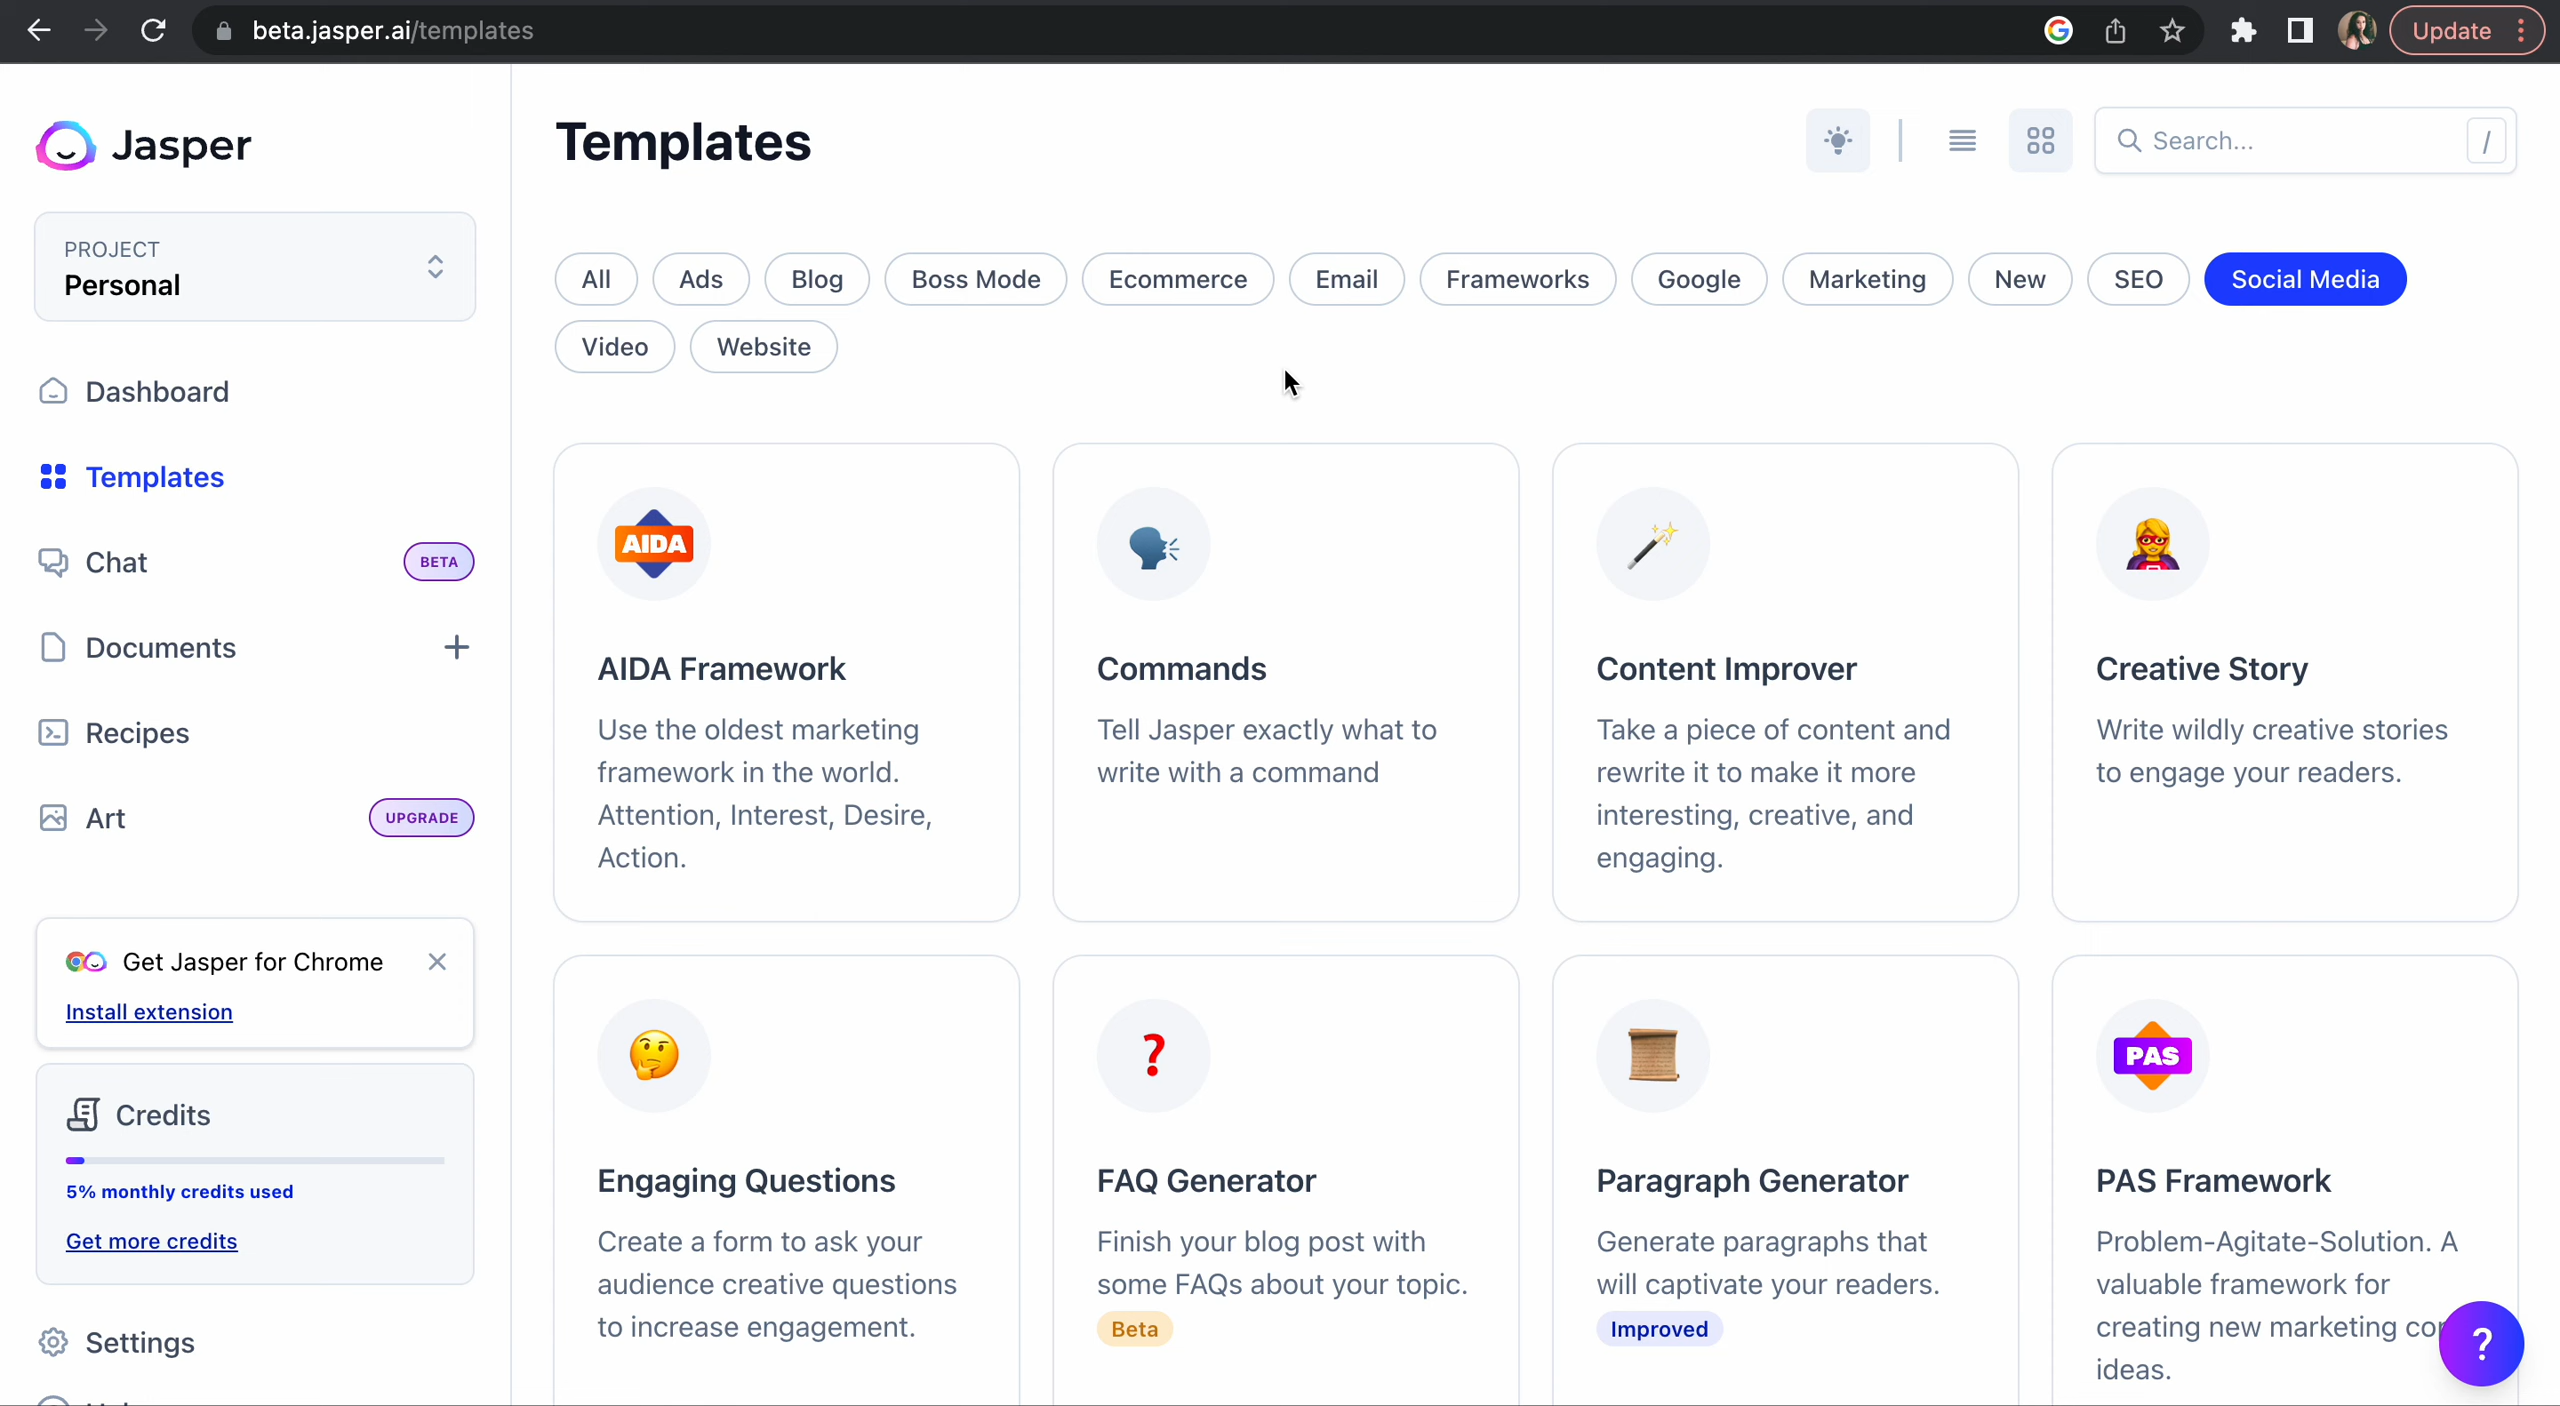 beta.jasper.ai/templates
Update
Jasper
PROJECT
Personal
Dashboard
Templates
Chat
BETA
Documents
Recipes
Art
UPGRADE
Get Jasper for Chrome
Install extension
Credits
5% monthly credits used
Get more credits
Settings
Templates
Search...
/
All
Ads
Blog
Boss Mode
Ecommerce
Email
Frameworks
Google
Marketing
New
SEO
Social Media
Video
Website
AIDA
AIDA Framework
Use the oldest marketing
framework in the world.
Attention, Interest, Desire,
Action.
Commands
Tell Jasper exactly what to
write with a command
Content Improver
Take a piece of content and
rewrite it to make it more
interesting, creative, and
engaging.
Creative Story
Write wildly creative stories
to engage your readers.
Engaging Questions
Create a form to ask your
audience creative questions
to increase engagement.
?
FAQ Generator
Finish your blog post with
some FAQs about your topic.
Beta
Paragraph Generator
Generate paragraphs that
will captivate your readers.
Improved
PAS
PAS Framework
Problem-Agitate-Solution. A
valuable framework for
creating new marketing
ideas.
?